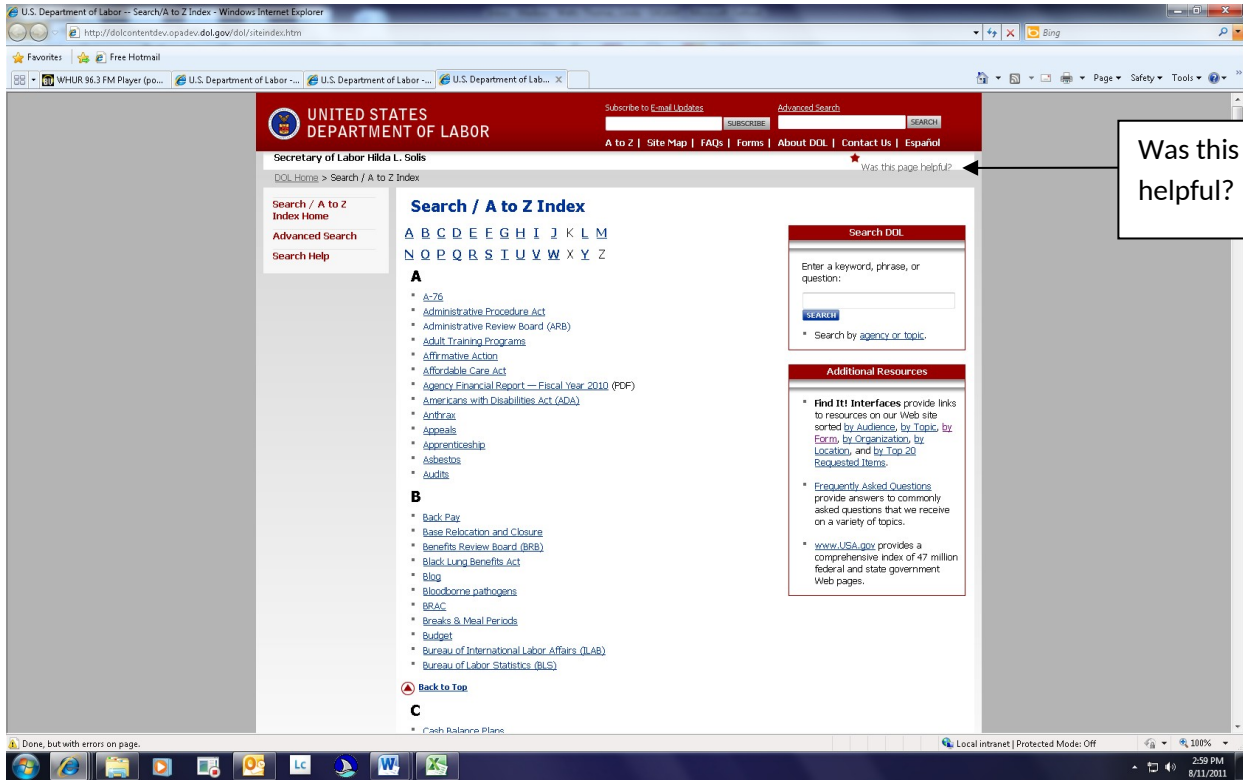 U.S. Department of Labor -- Search/A to Z Index - Windows Internet Explorer
http://dolcontentdev.opadev.dol.gov/dol/siteindex.htm
Bing
Favorites
Free Hotmail
WHUR 96.3 FM Player (po...
U.S. Department of Labor -...
U.S. Department of Labor -...
U.S. Department of Lab...
Page
Safety
Tools
UNITED STATES
DEPARTMENT OF LABOR
Subscribe to E-mail Updates
SUBSCRIBE
Advanced Search
SEARCH
A to Z | Site Map | FAQs | Forms | About DOL | Contact Us | Español
Secretary of Labor Hilda L. Solis
Was this page helpful?
Was this
helpful?
DOL Home > Search / A to Z Index
Search / A to Z
Index Home
Advanced Search
Search Help
Search / A to Z Index
A B C D E F G H I J K L M
N O P Q R S T U V W X Y Z
A
A-76
Administrative Procedure Act
Administrative Review Board (ARB)
Adult Training Programs
Affirmative Action
Affordable Care Act
Agency Financial Report — Fiscal Year 2010 (PDF)
Americans with Disabilities Act (ADA)
Anthrax
Appeals
Apprenticeship
Asbestos
Audits
B
Back Pay
Base Relocation and Closure
Benefits Review Board (BRB)
Black Lung Benefits Act
Blog
Bloodborne pathogens
BRAC
Breaks & Meal Periods
Budget
Bureau of International Labor Affairs (ILAB)
Bureau of Labor Statistics (BLS)
Back to Top
C
Cash Balance Plans
Search DOL
Enter a keyword, phrase, or
question:
SEARCH
Search by agency or topic.
Additional Resources
Find It! Interfaces provide links
to resources on our Web site
sorted by Audience, by Topic, by
Form, by Organization, by
Location, and by Top 20
Requested Items.
Frequently Asked Questions
provide answers to commonly
asked questions that we receive
on a variety of topics.
www.USA.gov provides a
comprehensive index of 47 million
federal and state government
Web pages.
Done, but with errors on page.
Local intranet | Protected Mode: Off
100%
LC
2:59 PM
8/11/2011